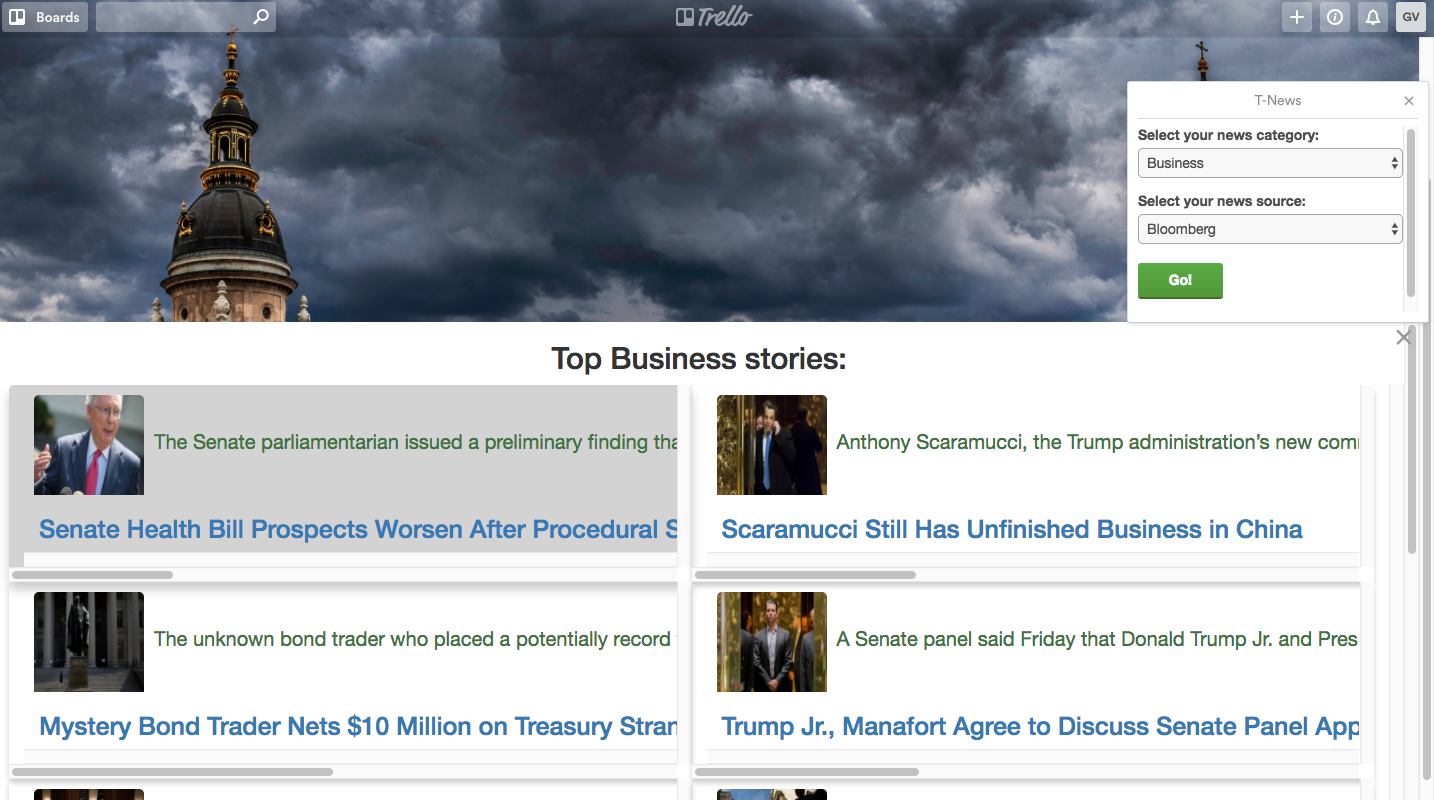 Boards
Trello
GV
T-News
Select your news category:
Business
Select your news source:
Bloomberg
Go!
Top Business stories:
The Senate parliamentarian issued a preliminary finding tha
Senate Health Bill Prospects Worsen After Procedural S
Anthony Scaramucci, the Trump administration’s new com
Scaramucci Still Has Unfinished Business in China
The unknown bond trader who placed a potentially record
Mystery Bond Trader Nets $10 Million on Treasury Stran
A Senate panel said Friday that Donald Trump Jr. and Pres
Trump Jr., Manafort Agree to Discuss Senate Panel App